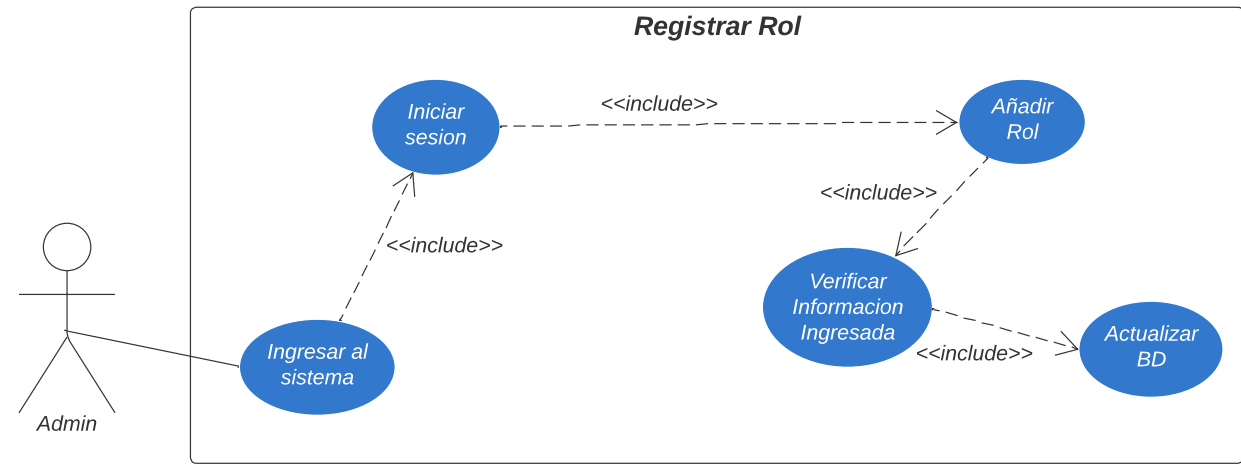 Registrar Rol
Iniciar
sesion
<<include>>
Añadir
Rol
<<include>>
<<include>>
Verificar
Informacion
Ingresada
Ingresar al
sistema
<<include>>
Actualizar
BD
Admin